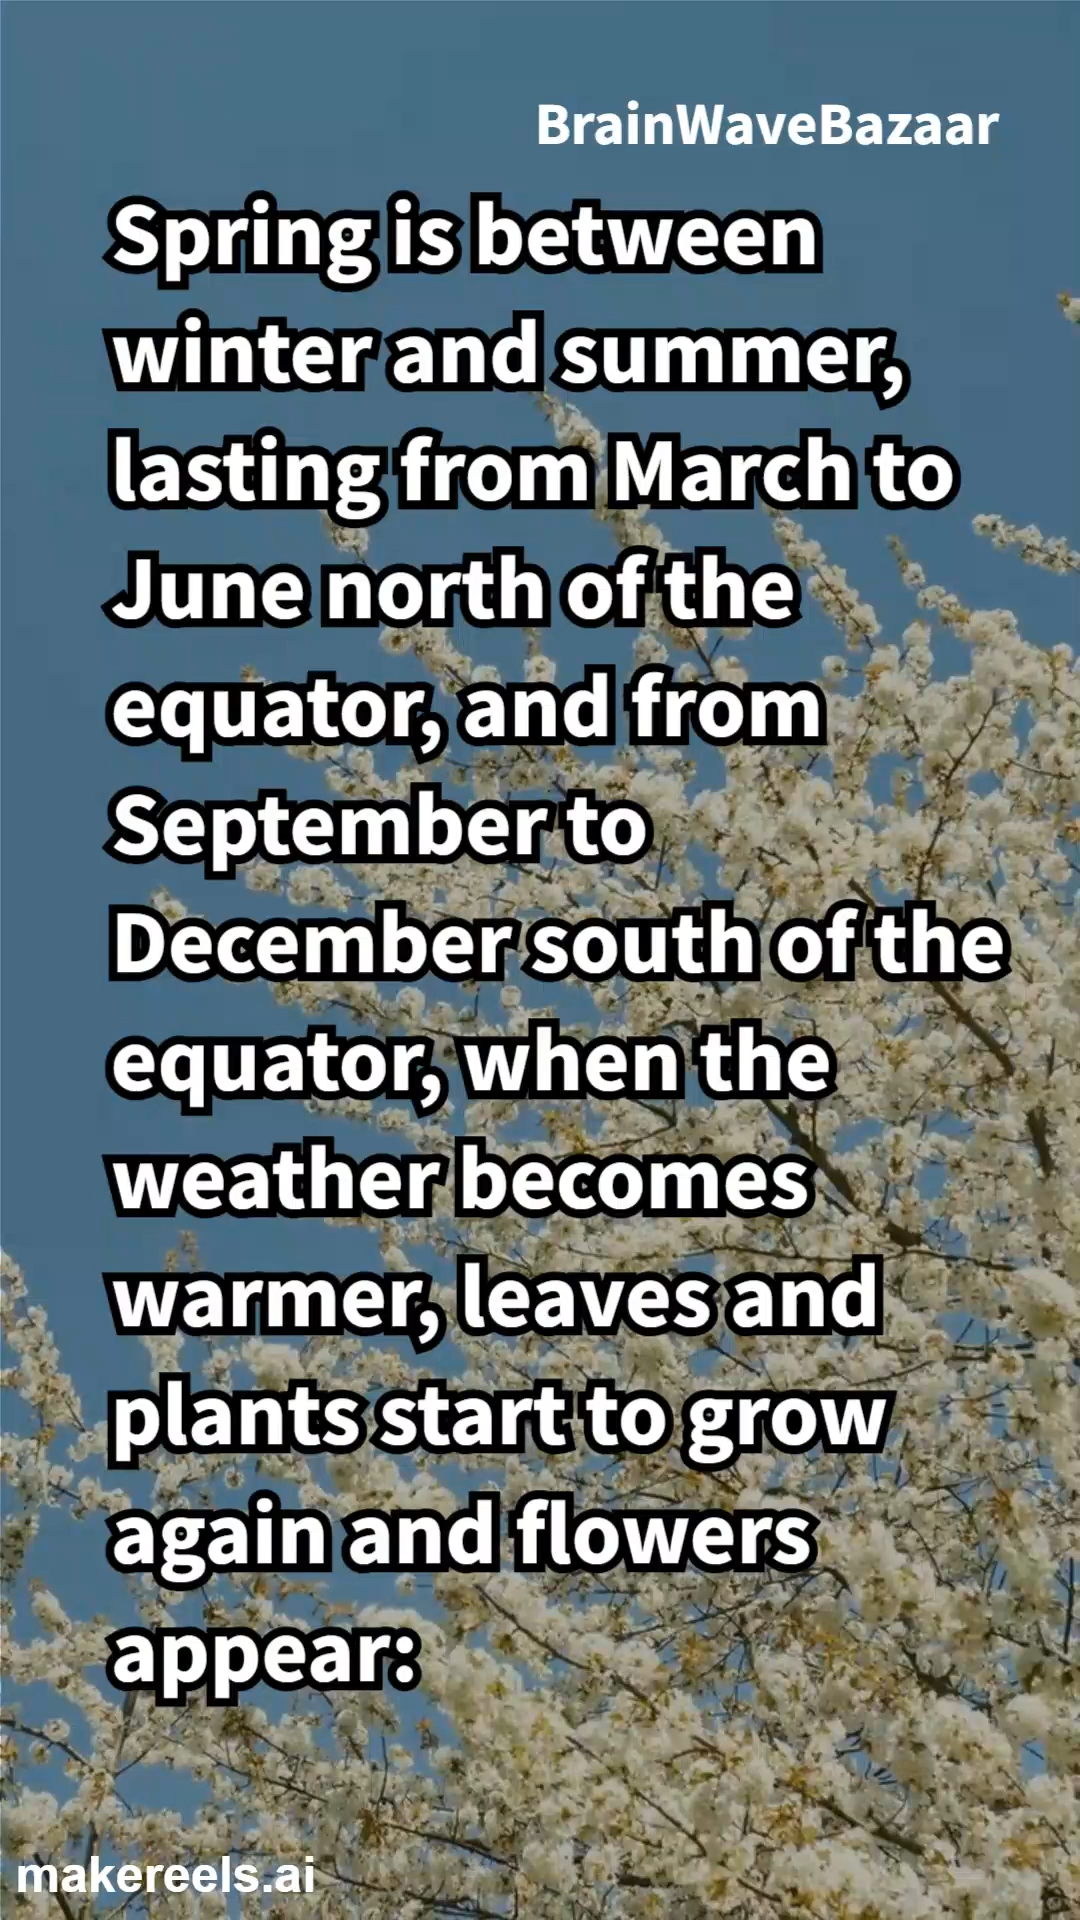 BrainWaveBazaar
Spring is between
winter and summer,
lasting from March to
June north of the
equator, and from
September to
December south of the
equator, when the
weather becomes
warmer, leaves and
plants start to grow
again and flowers
appear:
makereels.ai